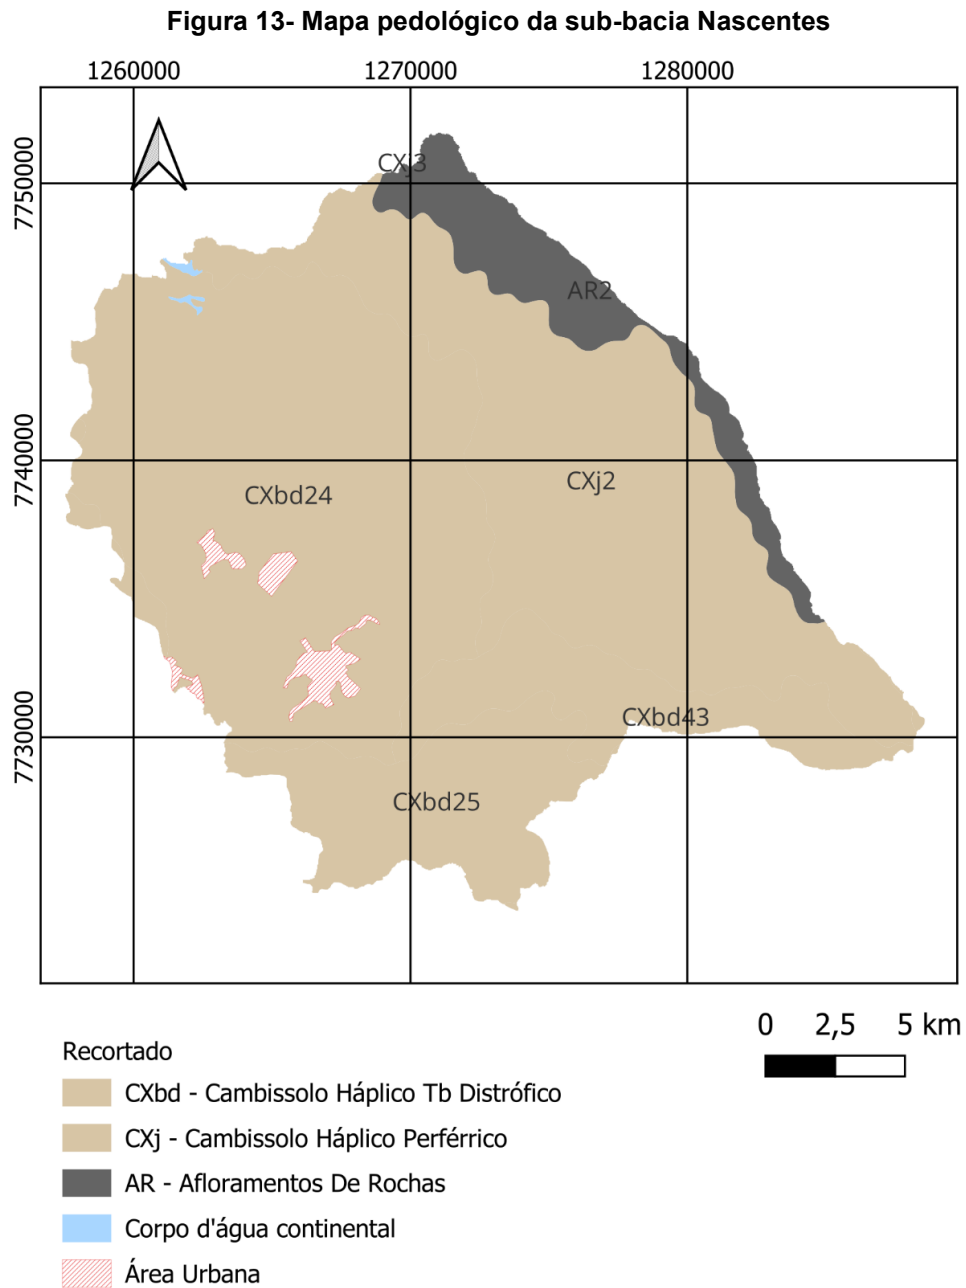 Figura 13- Mapa pedológico da sub-bacia Nascentes
1260000 1270000 1280000
7750000
CXj3
AR2
7740000
CXj2
CXbd24
CXbd43
7730000
CXbd25
0 2,5 5 km
Recortado
CXbd - Cambissolo Háplico Tb Distrófico
CXj - Cambissolo Háplico Perférrico
AR - Afloramentos De Rochas
Corpo d'água continental
Área Urbana